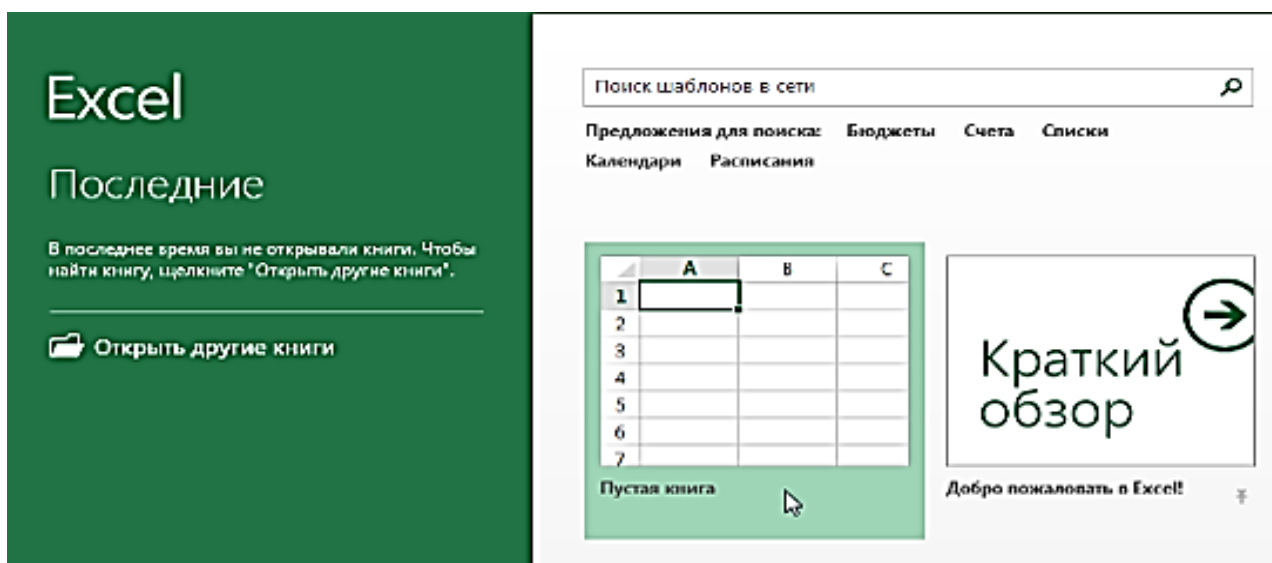 Excel
Последние
В последнее время вы не открывали книги. Чтобы
найти книгу, щелкните "Открыть другие книги".
Открыть другие книги
Поиск шаблонов в сети
Предложения для поиска: Бюджеты Счета Списки
Календари Расписания
A B C
1
2
3
4
5
6
7
Пустая книга
Краткий
обзор
Добро пожаловать в Excel!